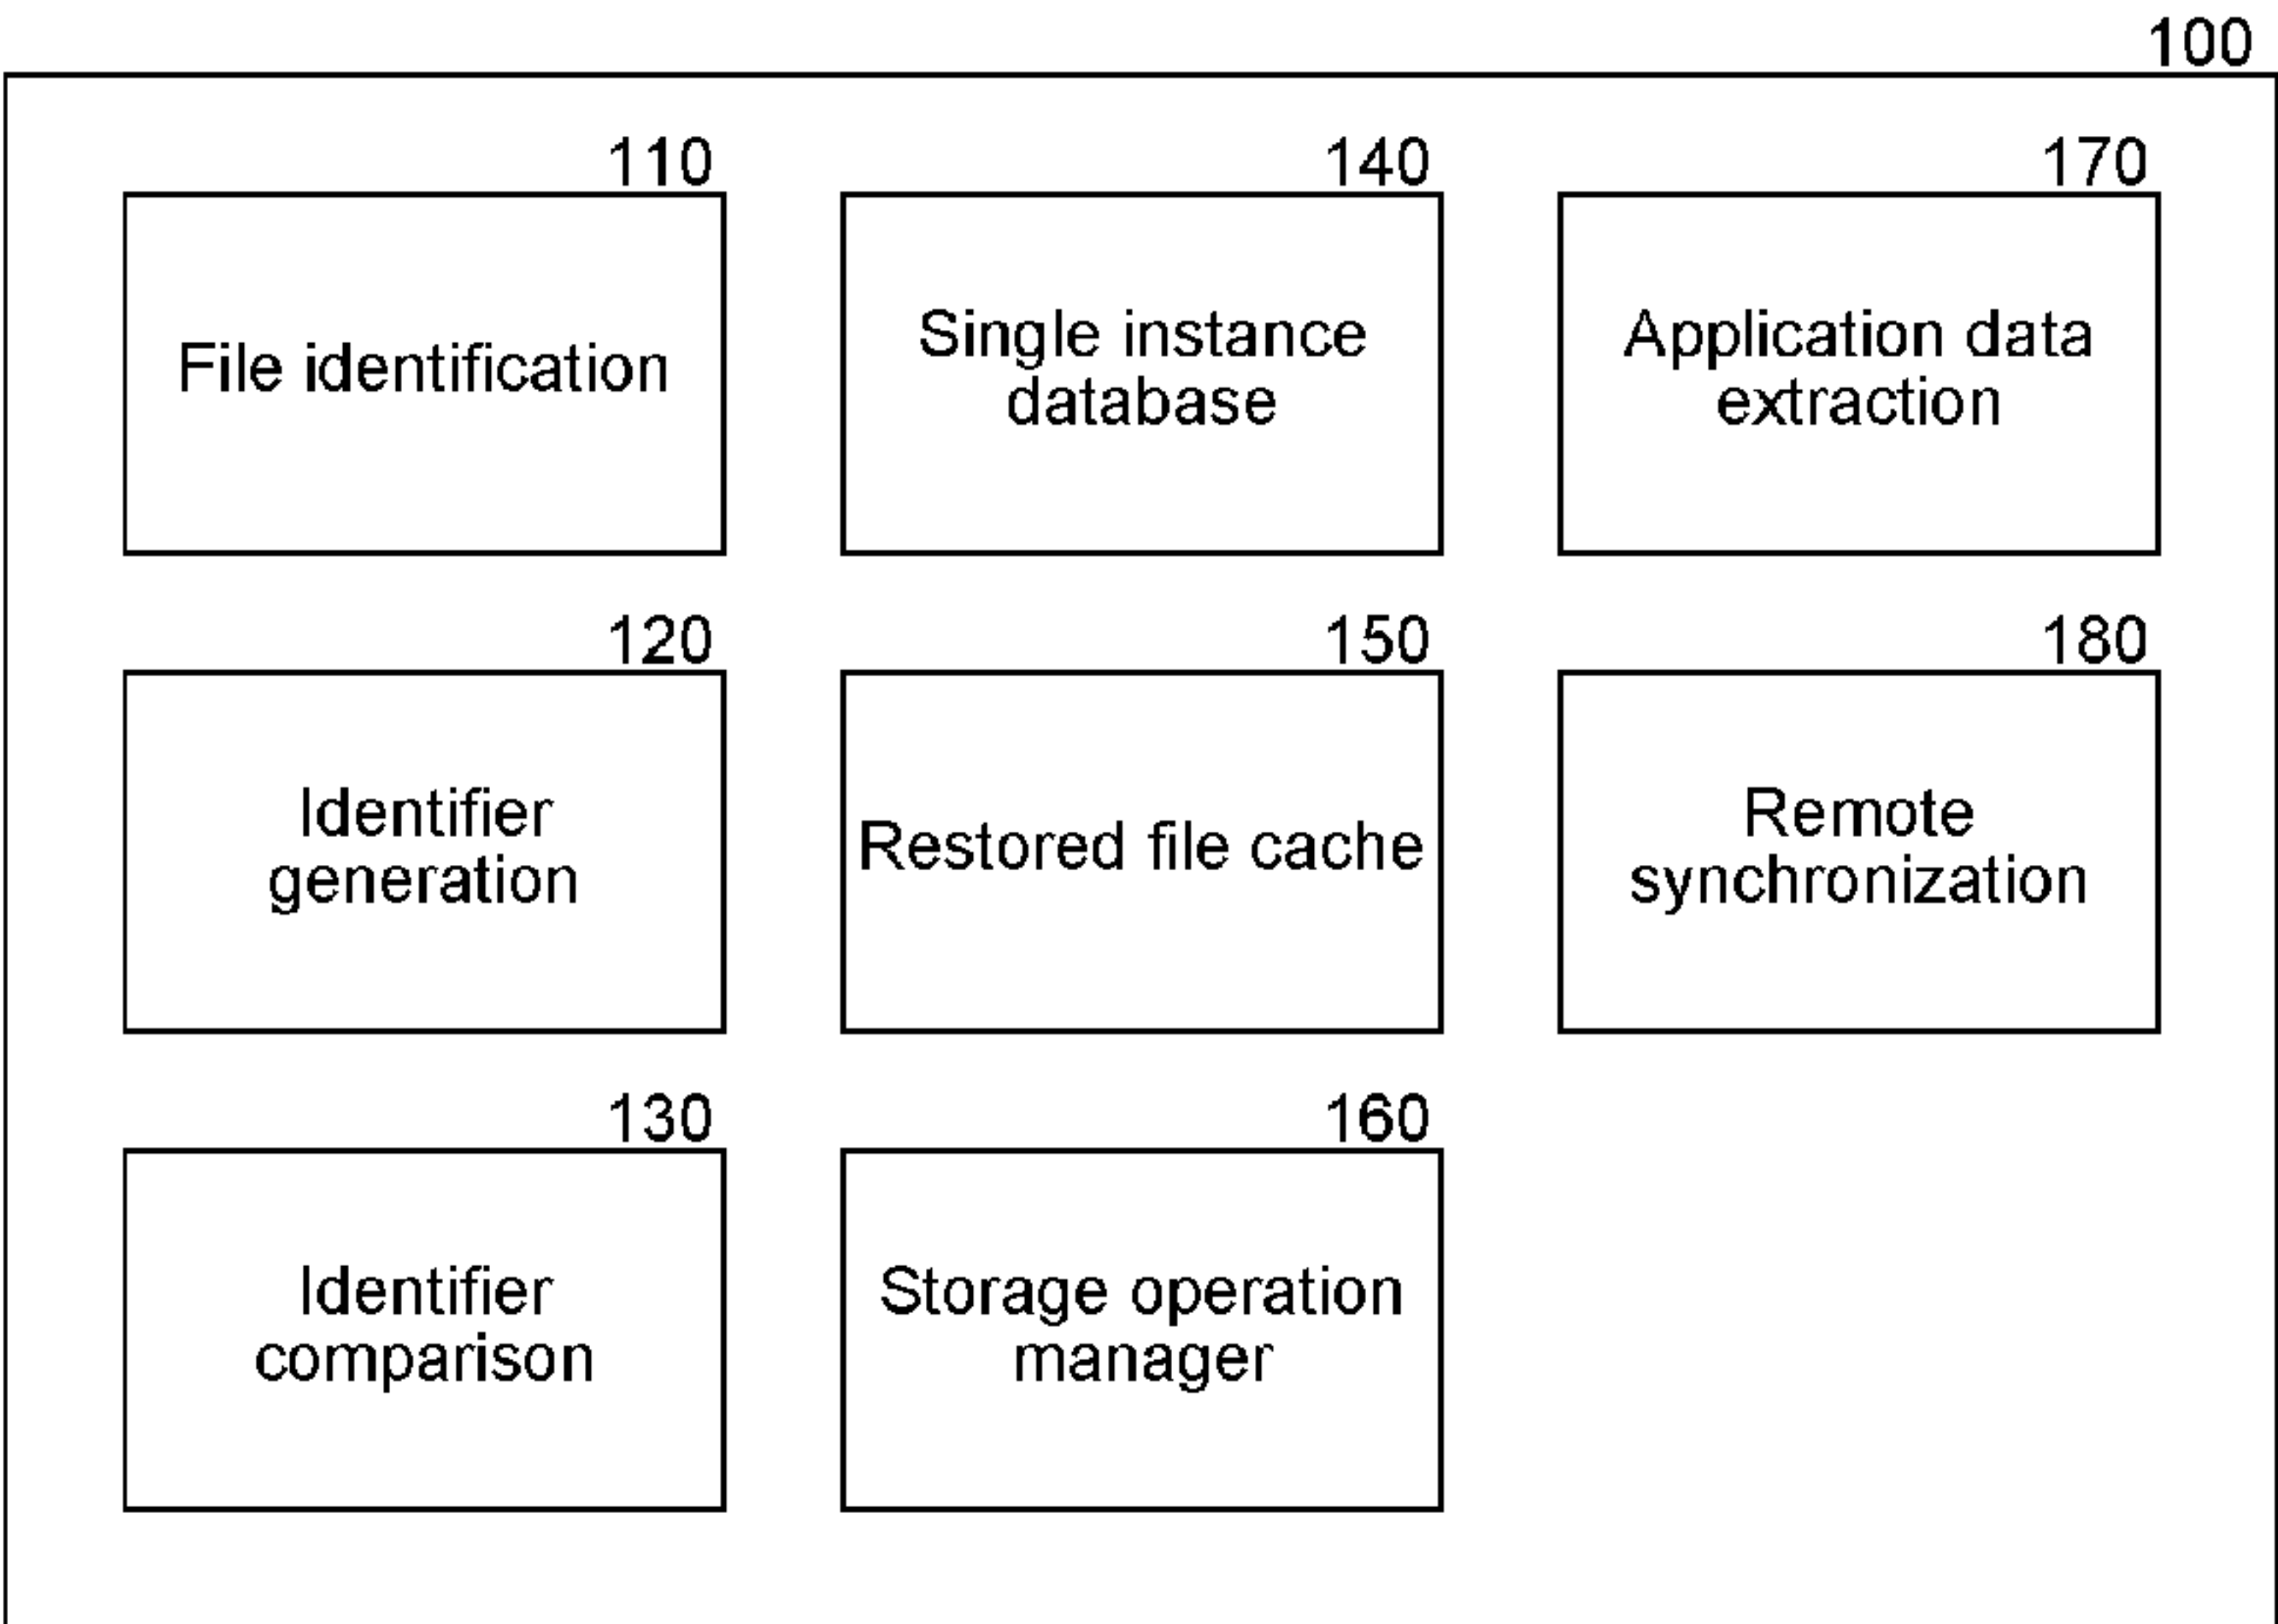 100
110
File identification
140
Single instance
database
170
Application data
extraction
120
Identifier
generation
150
Restored file cache
180
Remote
synchronization
130
Identifier
comparison
160
Storage operation
manager